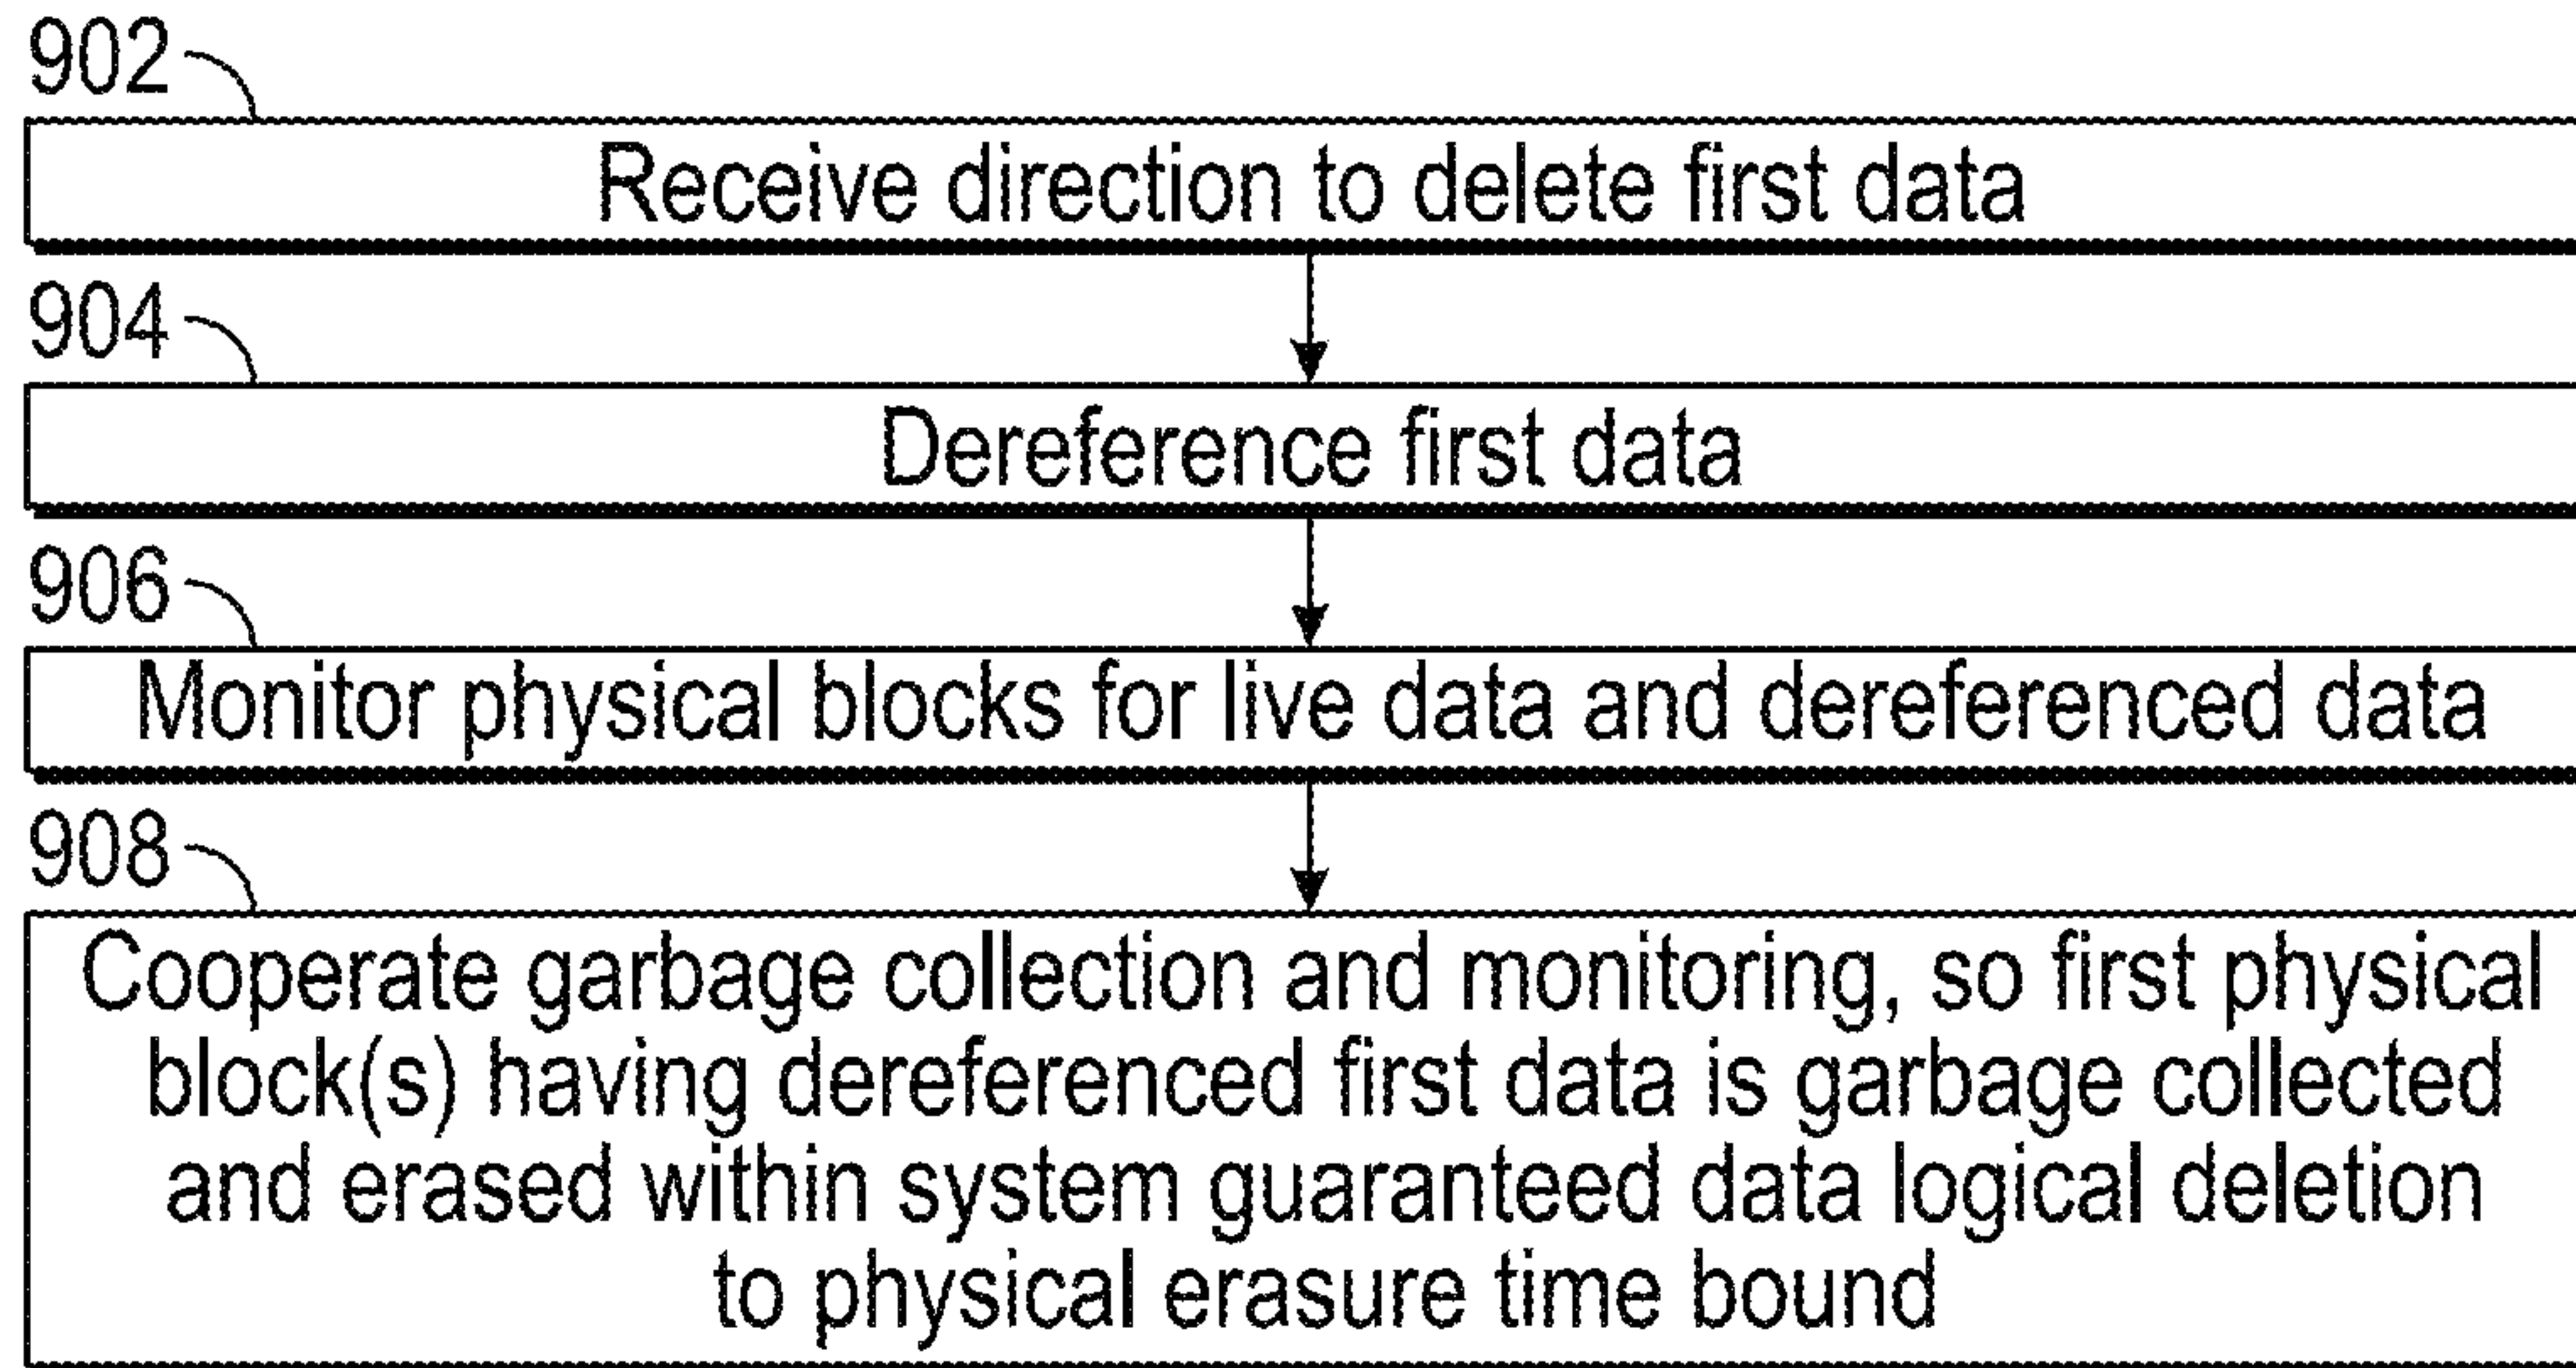 902
Receive direction to delete first data
904
Dereference first data
906
Monitor physical blocks for live data and dereferenced data
908
Cooperate garbage collection and monitoring, so first physical
block(s) having dereferenced first data is garbage collected
and erased within system guaranteed data logical deletion
to physical erasure time bound